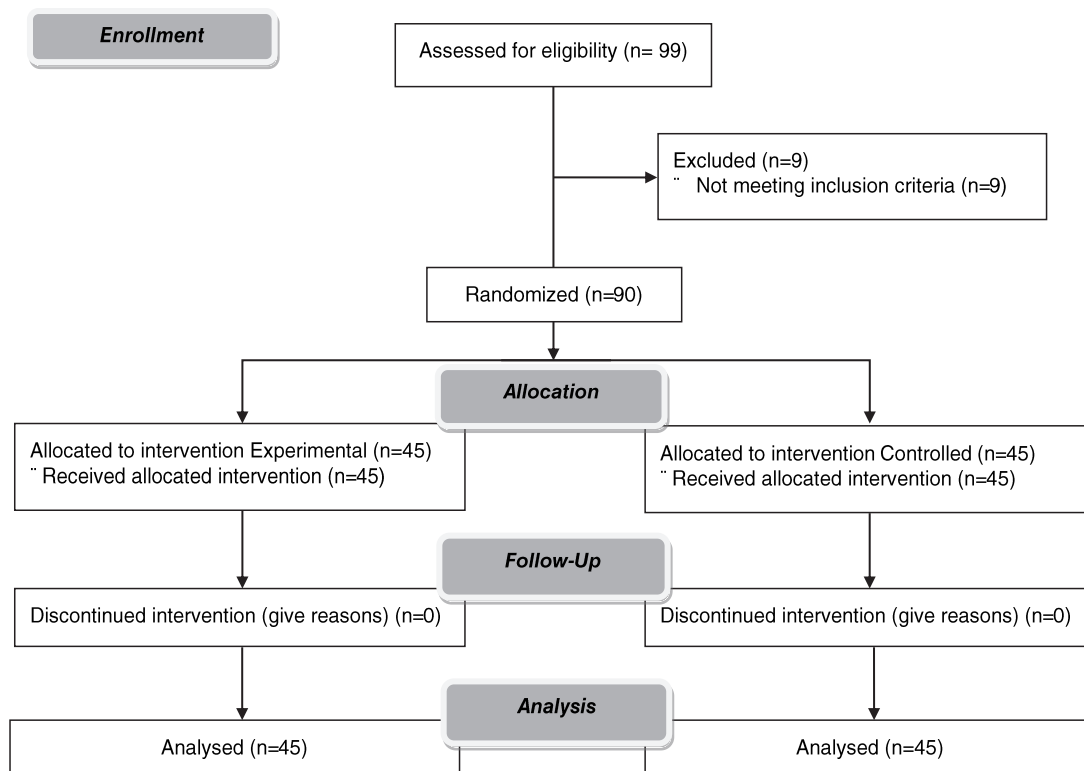 Enrollment
Assessed for eligibility (n= 99)
Excluded (n=9)
¨ Not meeting inclusion criteria (n=9)
Randomized (n=90)
Allocation
Allocated to intervention Experimental (n=45)
¨ Received allocated intervention (n=45)
Allocated to intervention Controlled (n=45)
¨ Received allocated intervention (n=45)
Follow-Up
Discontinued intervention (give reasons) (n=0)
Discontinued intervention (give reasons) (n=0)
Analysis
Analysed (n=45)
Analysed (n=45)